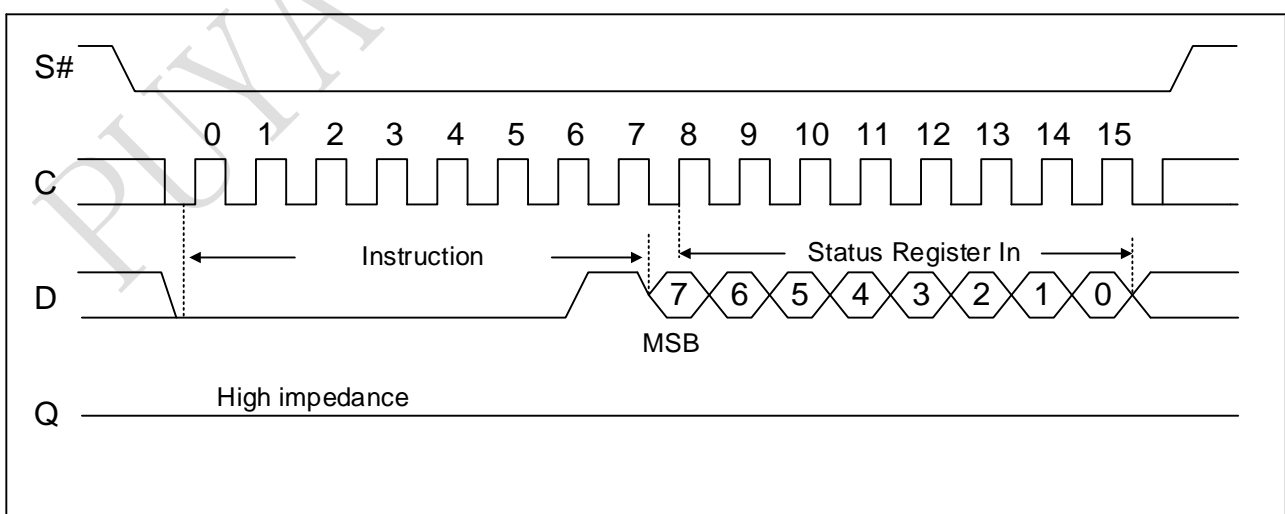 PUYA
S#
0 1 2 3 4 5 6 7 8 9 10 11 12 13 14 15
C
Instruction Status Register In
D 7 6 5 4 3 2 1 0
MSB
High impedance
Q